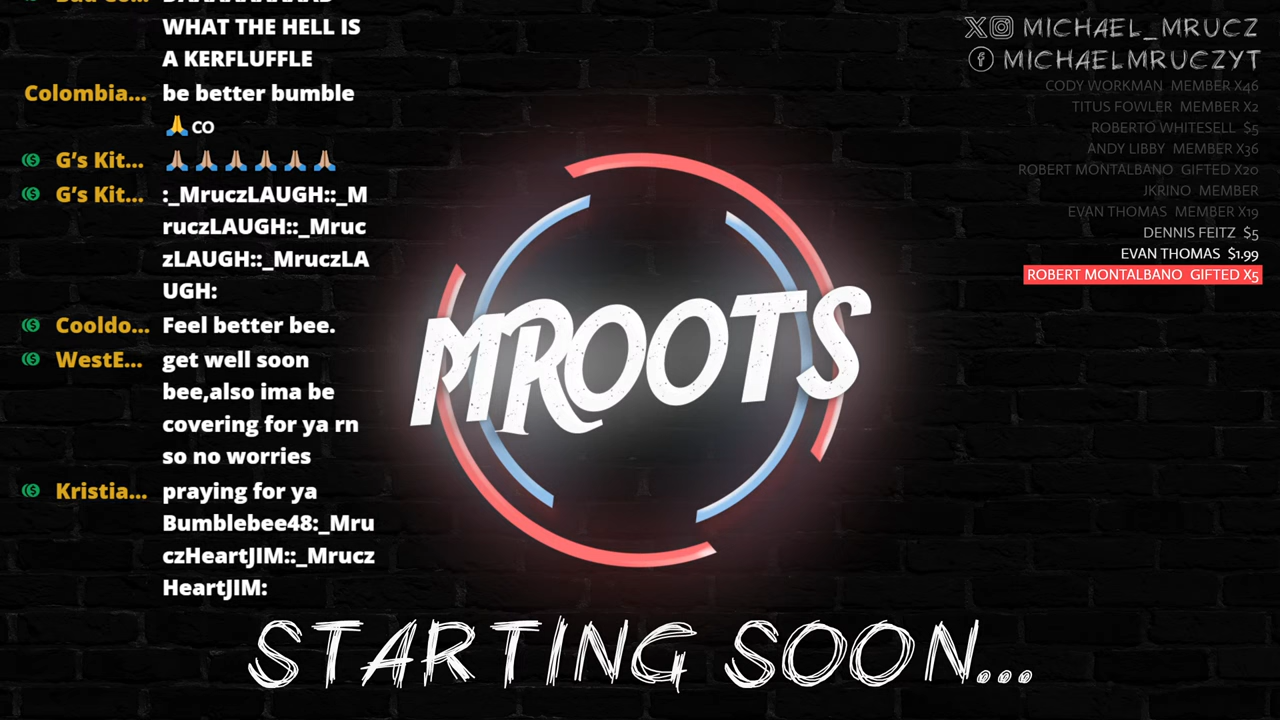 WHAT THE HELL IS
A KERFLUFFLE
Colombia... be better bumble
🙏co
G’s Kit... 🙏🏽🙏🏽🙏🏽🙏🏽🙏🏽🙏🏽
G’s Kit... :_MruczLAUGH::_M
ruczLAUGH::_Mruc
zLAUGH::_MruczLA
UGH:
Cooldo... Feel better bee.
WestE... get well soon
bee,also ima be
covering for ya rn
so no worries
Kristia... praying for ya
Bumblebee48:_Mru
czHeartJIM::_Mrucz
HeartJIM:
MROOTS
STARTING SOON...
MICHAEL_MRUCZ
MICHAELMRUCZYT
CODY WORKMAN MEMBER X46
TITUS FOWLER MEMBER X2
ROBERTO WHITESELL $5
ANDY LIBBY MEMBER X36
ROBERT MONTALBANO GIFTED X20
JKRINO MEMBER
EVAN THOMAS MEMBER X19
DENNIS FEITZ $5
EVAN THOMAS $1.99
ROBERT MONTALBANO GIFTED X5